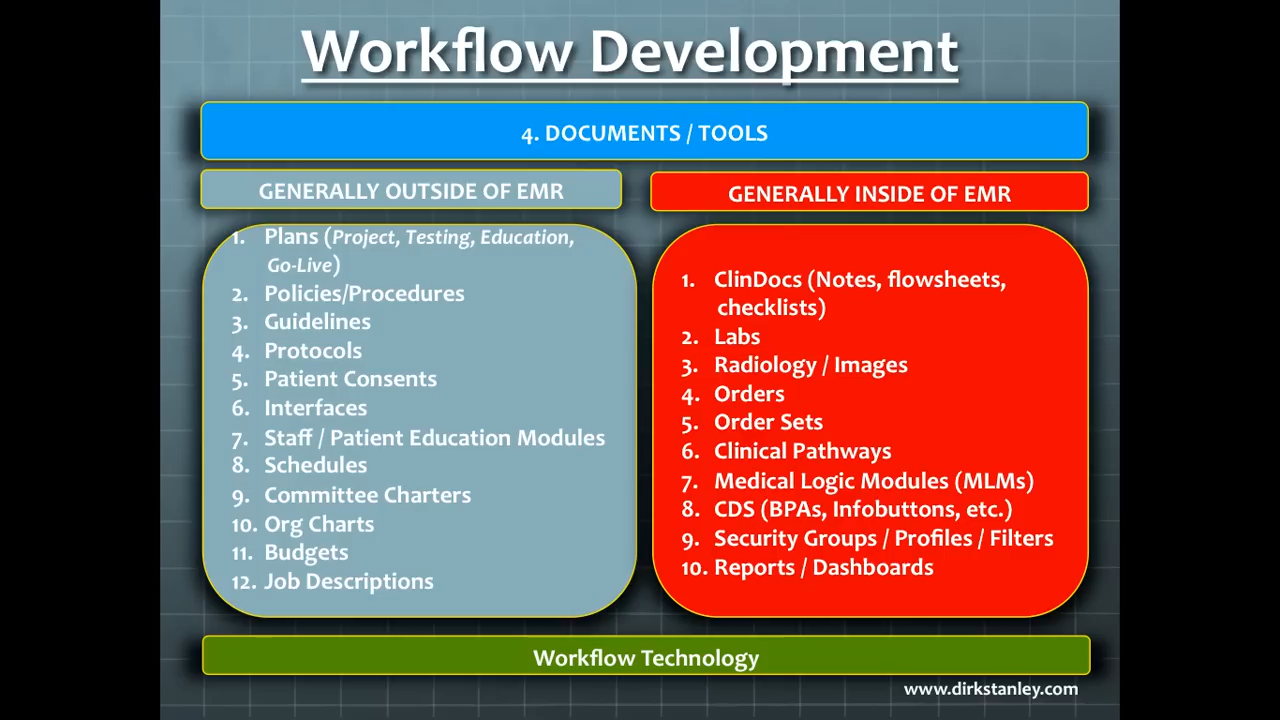 Workflow Development
4. DOCUMENTS / TOOLS
GENERALLY OUTSIDE OF EMR
1. Plans (Project, Testing, Education,
Go-Live)
2. Policies/Procedures
3. Guidelines
4. Protocols
5. Patient Consents
6. Interfaces
7. Staff / Patient Education Modules
8. Schedules
9. Committee Charters
10. Org Charts
11. Budgets
12. Job Descriptions
GENERALLY INSIDE OF EMR
1. ClinDocs (Notes, flowsheets,
checklists)
2. Labs
3. Radiology / Images
4. Orders
5. Order Sets
6. Clinical Pathways
7. Medical Logic Modules (MLMs)
8. CDS (BPAs, Infobuttons, etc.)
9. Security Groups / Profiles / Filters
10. Reports / Dashboards
Workflow Technology
www.dirkstanley.com